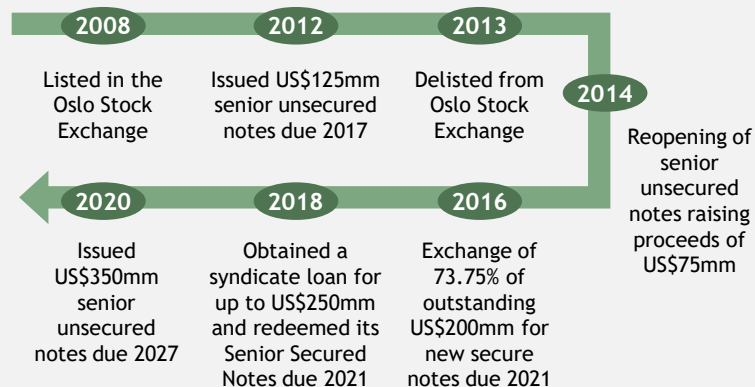 2008
Listed in the
Oslo Stock
Exchange
2012
Issued US$125mm
senior unsecured
notes due 2017
2013
Delisted from
Oslo Stock
Exchange
2014
Reopening of
senior
unsecured
notes raising
proceeds of
US$75mm
2016
Exchange of
73.75% of
outstanding
US$200mm for
new secure
notes due 2021
2018
Obtained a
syndicate loan for
up to US$250mm
and redeemed its
Senior Secured
Notes due 2021
2020
Issued
US$350mm
senior
unsecured
notes due 2027